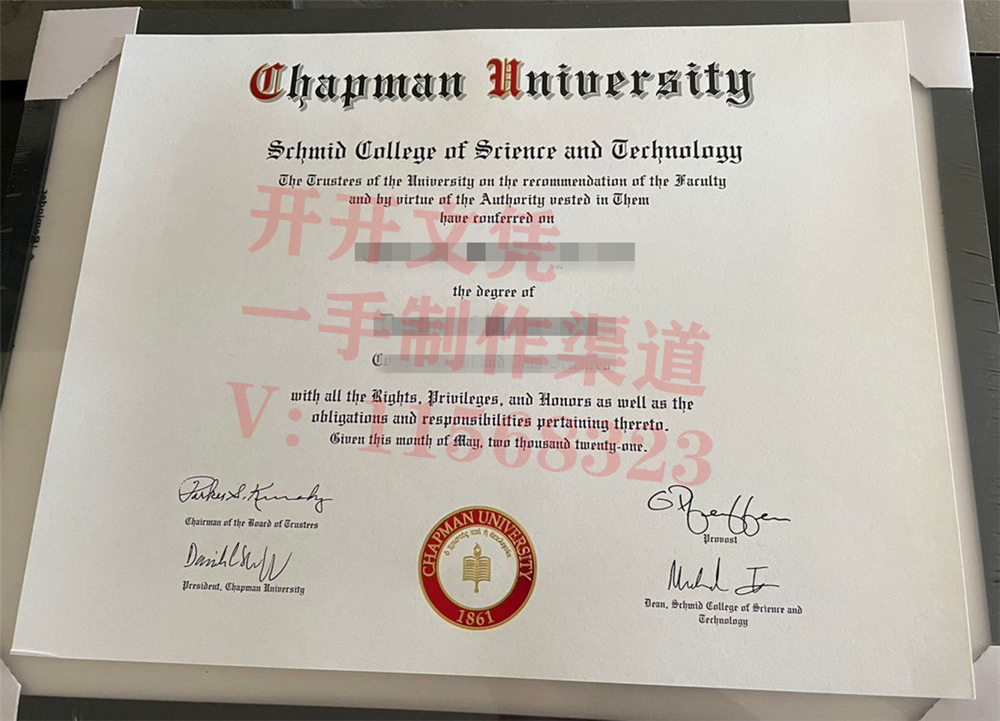 Chapman University
Schmid College of Science and Technology
The Trustees of the University on the recommendation of the Faculty
and by virtue of the Authority vested in Them
have conferred on
开开文凭
the degree of
一手制作渠道
with all the Rights, Privileges, and Honors as well as the
V: 11568323
obligations and responsibilities pertaining thereto.
Given this month of May, two thousand twenty-one.
Chairman of the Board of Trustees
President, Chapman University
CHAPMAN UNIVERSITY
1861
Provost
Dean, Schmid College of Science and
Technology